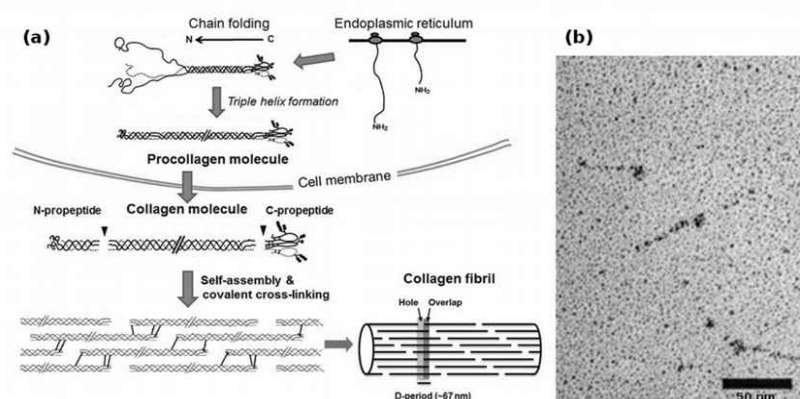 (a)
Chain folding
N
C
Endoplasmic reticulum
(b)
NH₂
NH₂
Triple helix formation
Procollagen molecule
Cell membrane
N-propeptide
Collagen molecule
C-propeptide
Self-assembly &
covalent cross-linking
Collagen fibril
Hole
Overlap
D-period (~67 nm)
50 nm